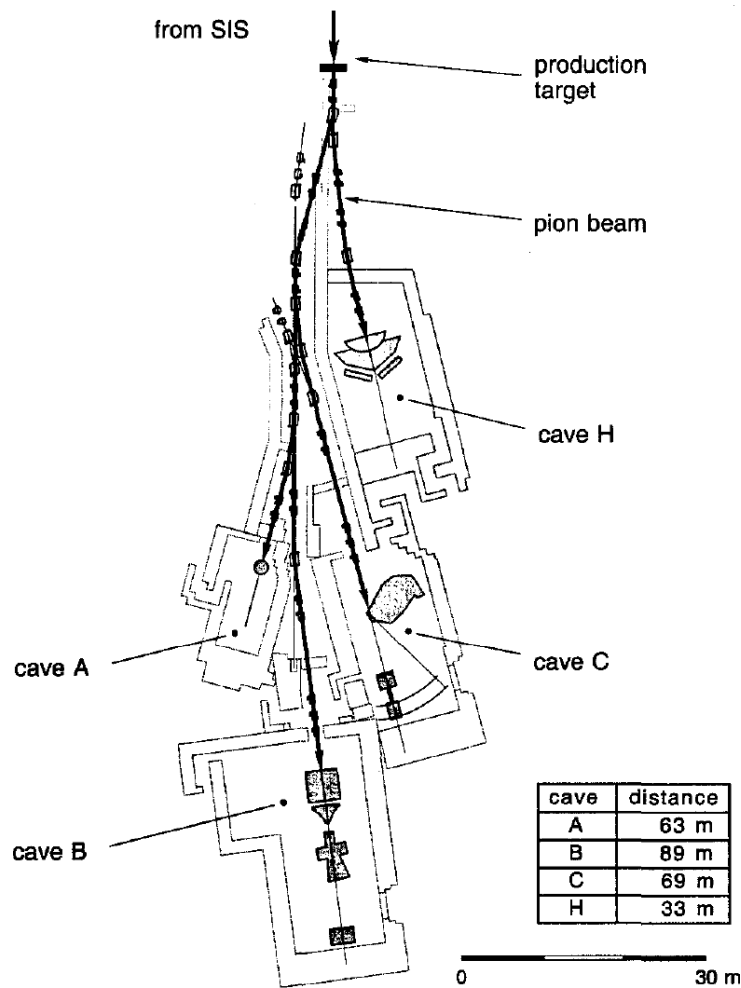 from SIS
production
target
pion beam
cave H
cave A
cave C
cave B
cave distance
A 63 m
B 89 m
C 69 m
H 33 m
0 30 m